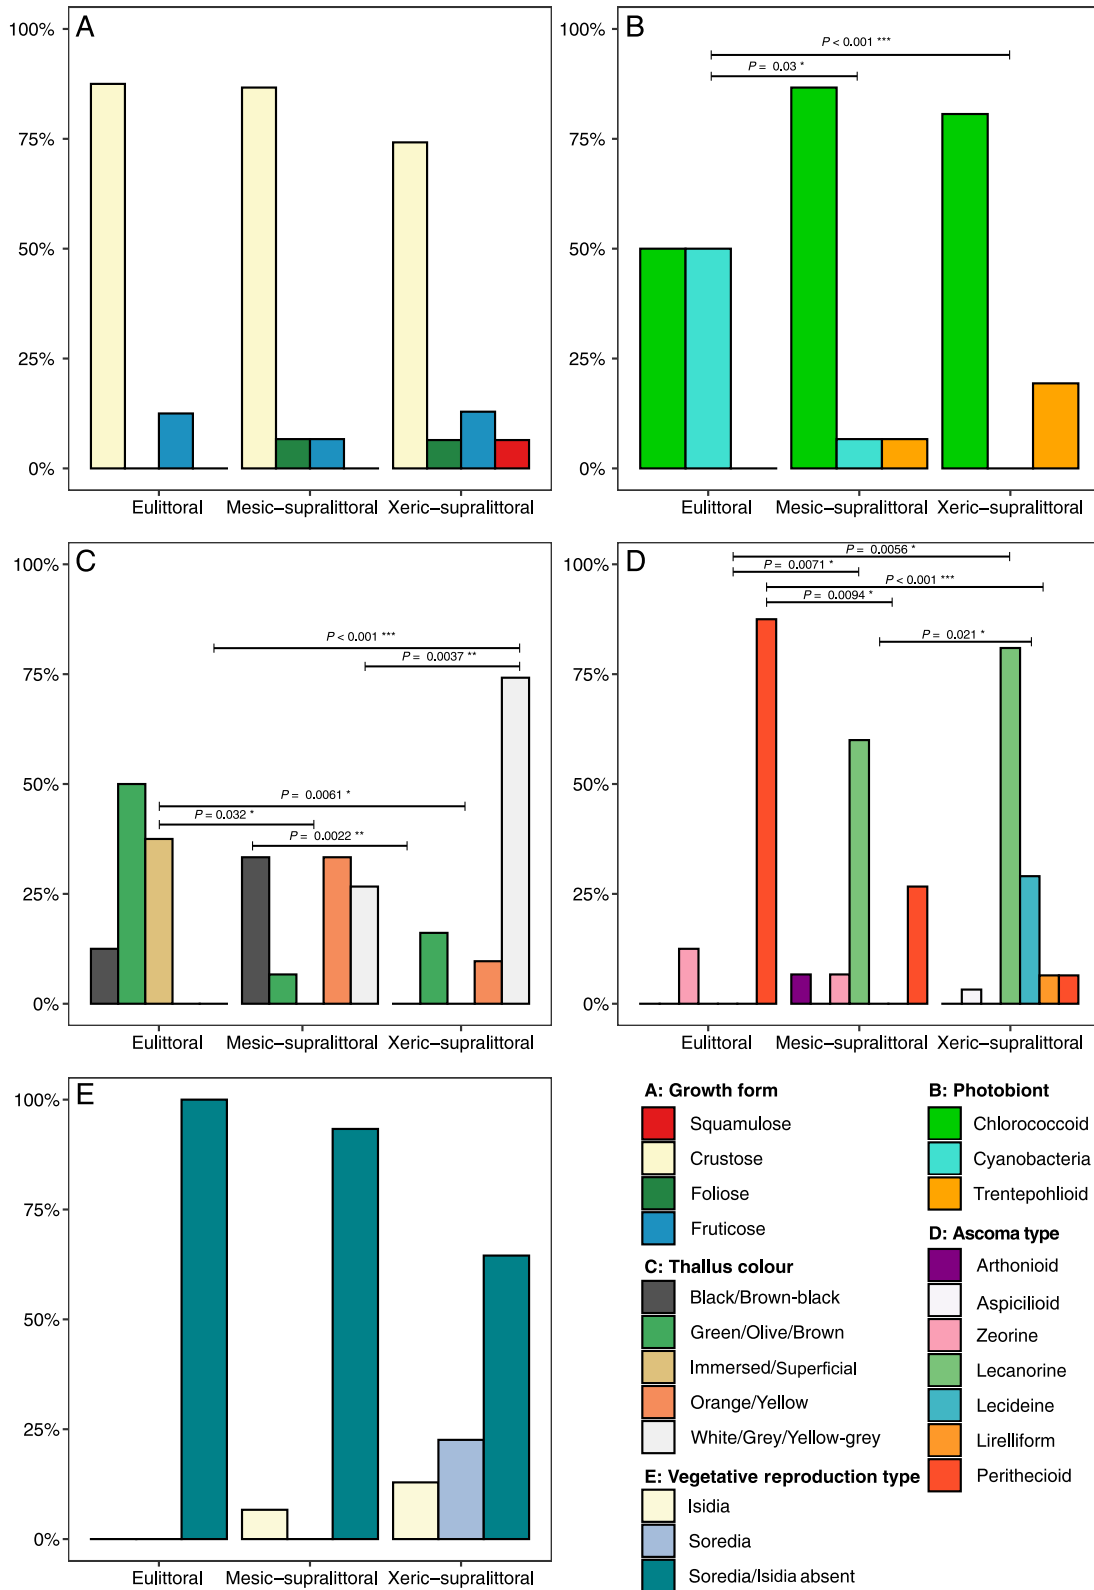 A
100%
75%
50%
25%
0%
Eulittoral Mesic–supralittoral Xeric–supralittoral
B
100%
75%
50%
25%
0%
P < 0.001 ***
P = 0.03 *
Eulittoral Mesic–supralittoral Xeric–supralittoral
C
100%
75%
50%
25%
0%
P < 0.001 ***
P = 0.0037 **
P = 0.0061 *
P = 0.032 *
P = 0.0022 **
Eulittoral Mesic–supralittoral Xeric–supralittoral
D
100%
75%
50%
25%
0%
P = 0.0056 *
P = 0.0071 *
P < 0.001 ***
P = 0.0094 *
P = 0.021 *
Eulittoral Mesic–supralittoral Xeric–supralittoral
E
100%
75%
50%
25%
0%
Eulittoral Mesic–supralittoral Xeric–supralittoral
A: Growth form
Squamulose
Crustose
Foliose
Fruticose
C: Thallus colour
Black/Brown-black
Green/Olive/Brown
Immersed/Superficial
Orange/Yellow
White/Grey/Yellow-grey
E: Vegetative reproduction type
Isidia
Soredia
Soredia/Isidia absent
B: Photobiont
Chlorococcoid
Cyanobacteria
Trentepohlioid
D: Ascoma type
Arthonioid
Aspicilioid
Zeorine
Lecanorine
Lecideine
Lirelliform
Perithecioid